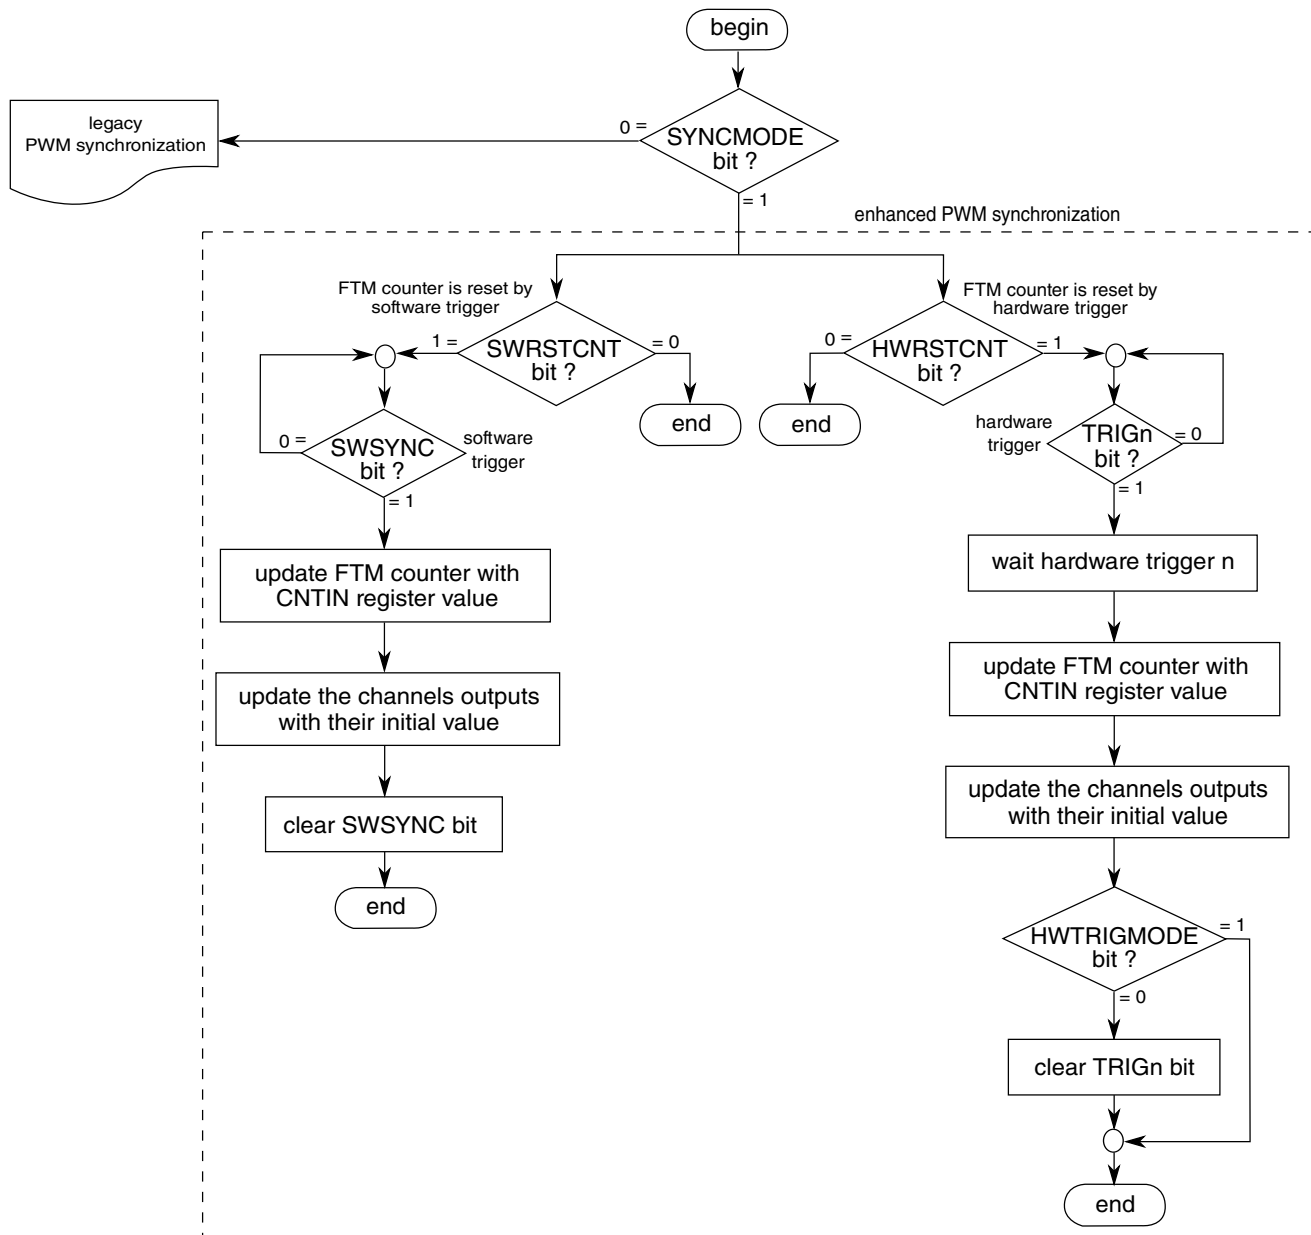 begin
legacy
PWM synchronization
0 =
SYNCMODE
bit ?
= 1
enhanced PWM synchronization
FTM counter is reset by
software trigger
1 =
SWRSTCNT
bit ?
= 0
end
0 =
SWSYNC
bit ?
software
trigger
= 1
update FTM counter with
CNTIN register value
update the channels outputs
with their initial value
clear SWSYNC bit
end
FTM counter is reset by
hardware trigger
0 =
HWRSTCNT
bit ?
= 1
end
hardware
trigger
TRIGn
bit ?
= 0
= 1
wait hardware trigger n
update FTM counter with
CNTIN register value
update the channels outputs
with their initial value
HWTRIGMODE
bit ?
= 1
= 0
clear TRIGn bit
end